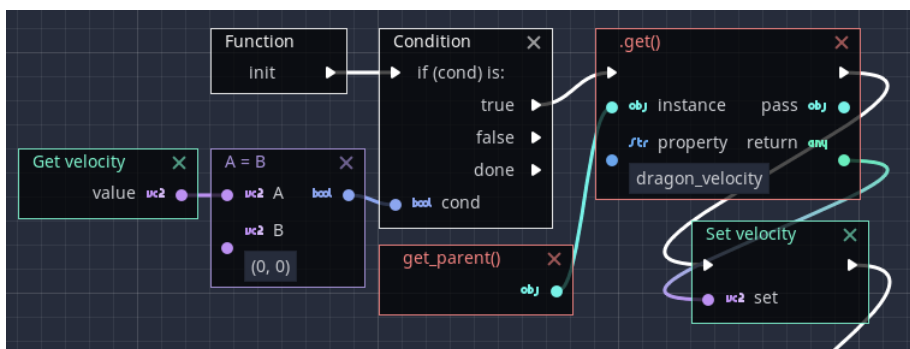 Function
init
Condition
if (cond) is:
true
false
done
bool cond
.get()
obj instance
pass obj
Str property
return any
dragon_velocity
Get velocity
value vc2
A = B
vc2 A
bool
vc2 B
(0, 0)
get_parent()
obj
Set velocity
vc2 set